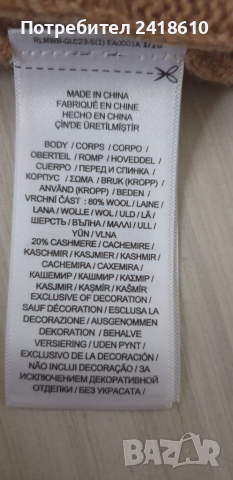 Потребител 2418610
MADE IN CHINA
FABRIQUÉ EN CHINE
HECHO EN CHINA
ÇİN'DE ÜRETİLMİŞTİR
BODY / CORPS / CORPO /
OBERTEIL / ROMP / HOVEDDEL /
CUERPO / ПЕРЕД И СПИНКА /
КОРПУС / ΣΩΜΑ / BRUK (KROPP) /
ANVÄND (KROPP) / BEDEN /
VRCHNÍ ČÁST : 80% WOOL / LAINE /
LANA / WOLLE / WOL / ULD / LÃ /
ШЕРСТЬ / ВЪЛНА / ΜΑΛΛΙ / ULL /
YÜN / VLNA
20% CASHMERE / CACHEMIRE /
KASCHMIR / KASJMIER / KASHMIR /
CACHEMIRA / CAXEMIRA /
КАШЕМИР / КАШМИР / ΚΑΣΜΙΡ /
KASJMIR / KAŞMİR / KAŠMÍR
EXCLUSIVE OF DECORATION /
SAUF DÉCORATION / ESCLUSA LA
DECORAZIONE / AUSGENOMMEN
DEKORATION / BEHALVE
VERSIERING / UDEN PYNT /
EXCLUSIVO DE LA DECORACIÓN /
NÃO INCLUI DECORAÇÃO / ЗА
ИСКЛЮЧЕНИЕМ ДЕКОРАТИВНОЙ
ОТДЕЛКИ / БЕЗ УКРАСАТА /
bazar